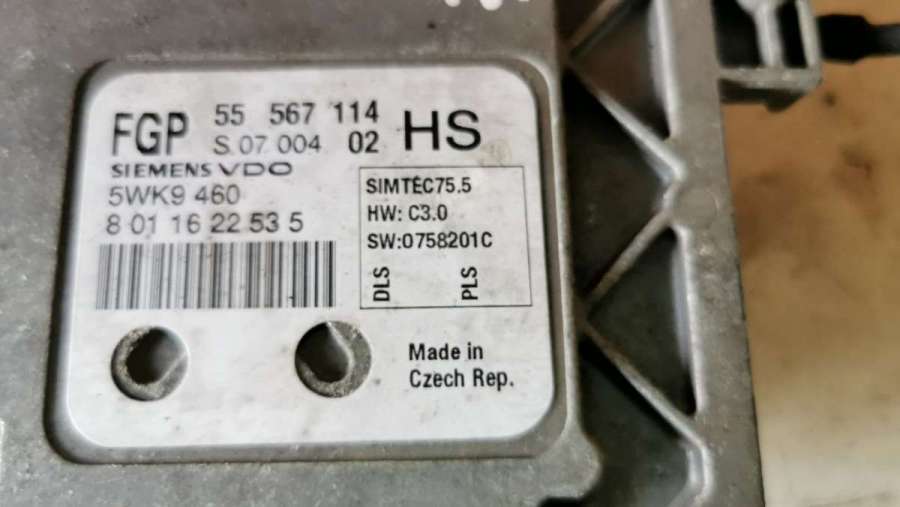 FGP 55 567 114 HS
S.07.004 02
SIEMENS VDO
5WK9 460
8 01 16 22 53 5
SIMTEC75.5
HW: C3.0
SW:0758201C
DLS PLS
Made in
Czech Rep.